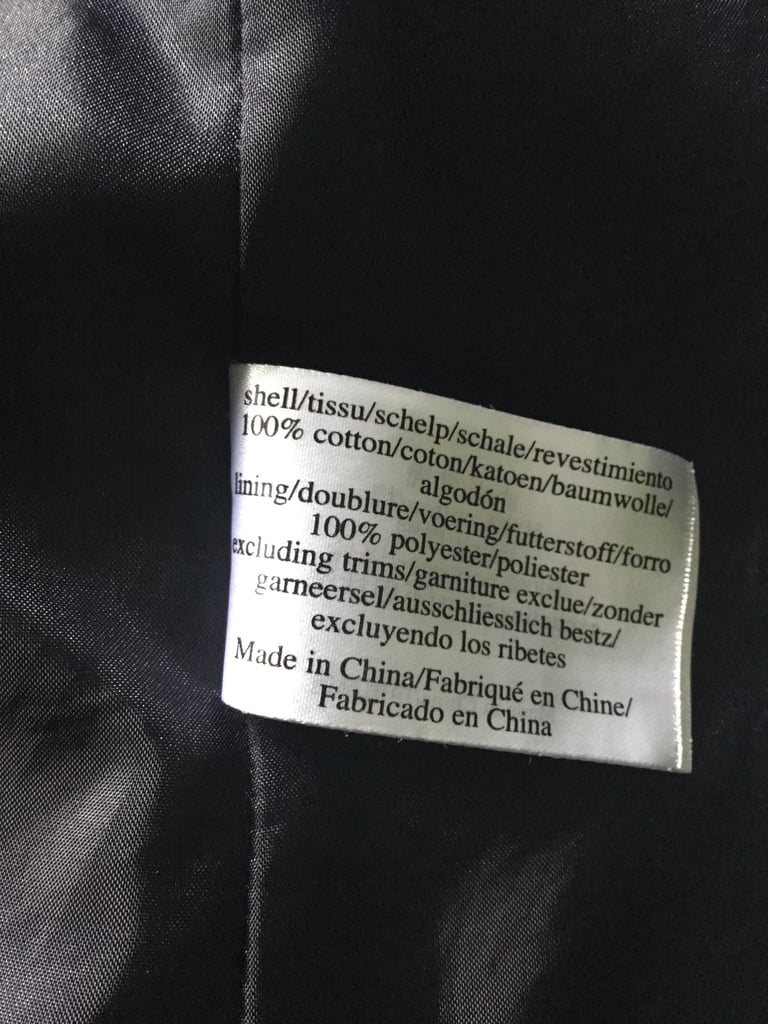 shell/tissu/schelp/schale/revestimiento
100% cotton/coton/katoen/baumwolle/
algodón
lining/doublure/voering/futterstoff/forro
100% polyester/poliester
excluding trims/garniture exclue/zonder
garneersel/ausschliesslich bestz/
excluyendo los ribetes
Made in China/Fabriqué en Chine/
Fabricado en China